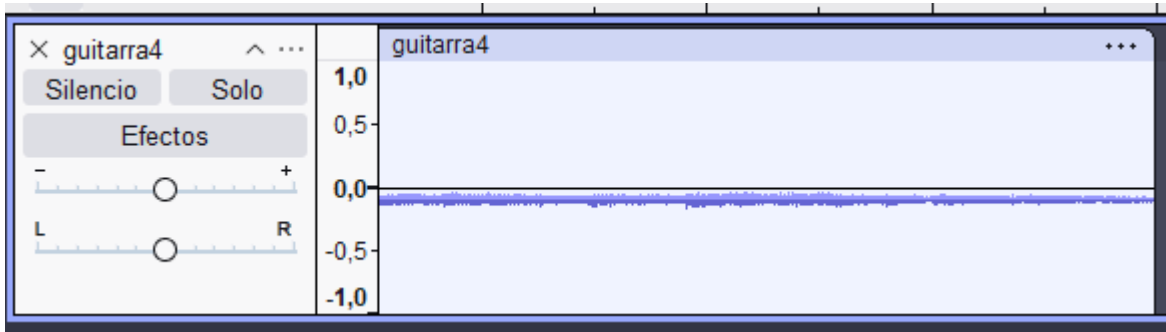 guitarra4
Silencio Solo
Efectos
- +
L R
1,0
0,5
0,0
-0,5
-1,0
guitarra4